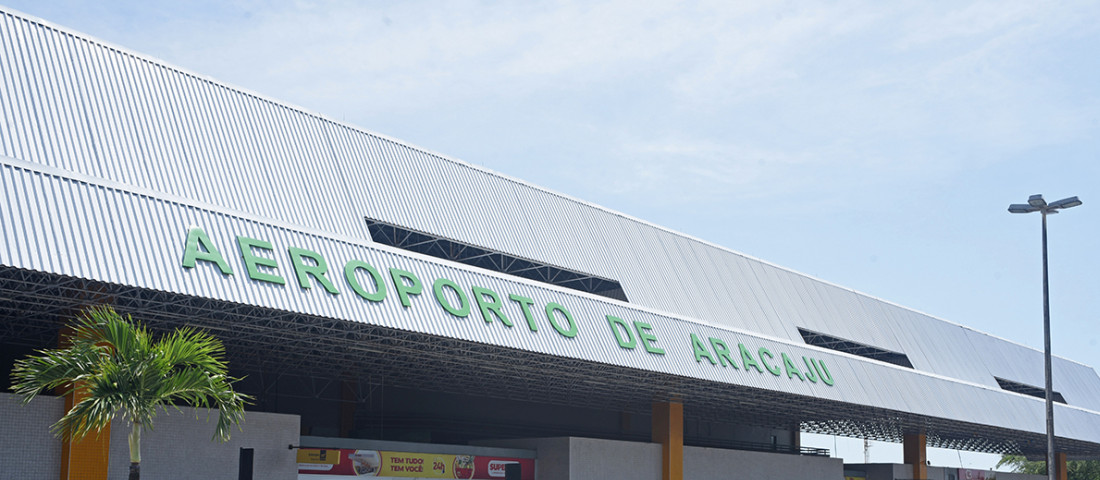 AEROPORTO DE ARACAJU
TEM TUDO!
TEM VOCÊ.